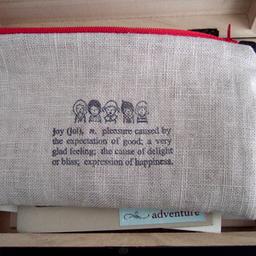 joy (joi), n. pleasure caused by
the expectation of good; a very
glad feeling; the cause of delight
or bliss; expression of happiness.
adventure